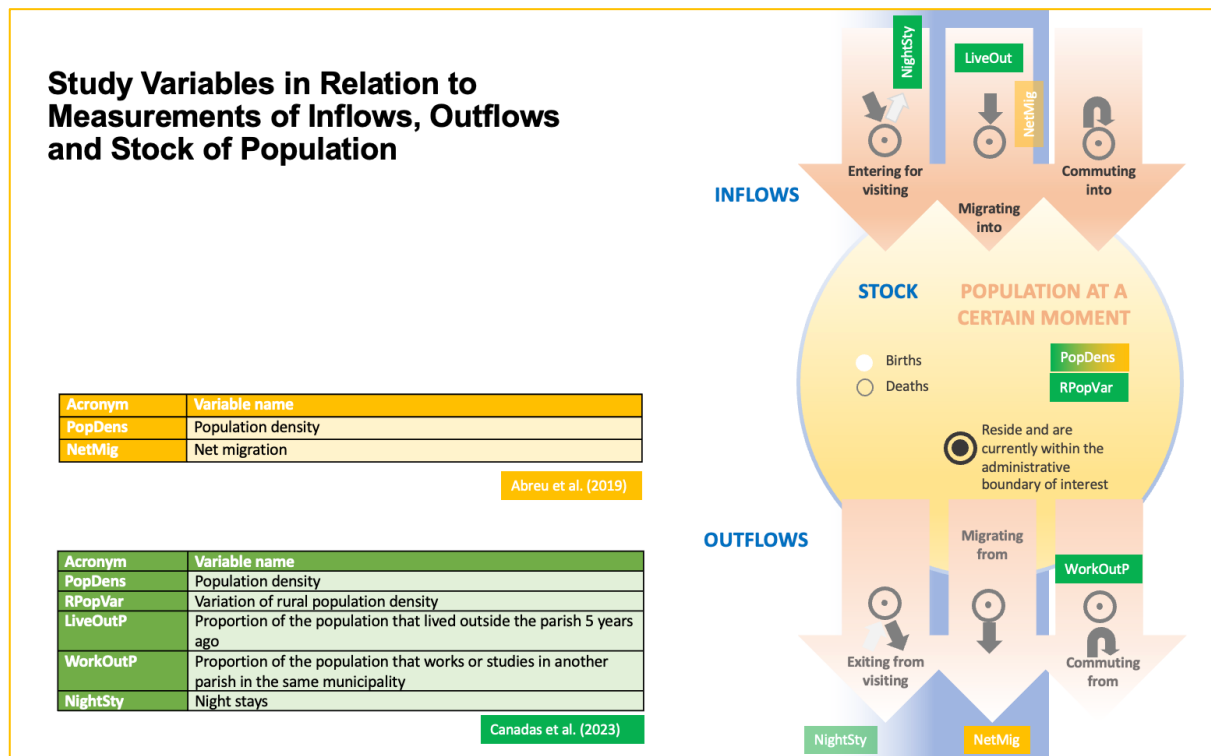 Study Variables in Relation to
Measurements of Inflows, Outflows
and Stock of Population
Acronym Variable name
PopDens Population density
NetMig Net migration
Abreu et al. (2019)
Acronym Variable name
PopDens Population density
RPopVar Variation of rural population density
LiveOutP Proportion of the population that lived outside the parish 5 years
ago
WorkOutP Proportion of the population that works or studies in another
parish in the same municipality
NightSty Night stays
Canadas et al. (2023)
NightSty
LiveOut
NetMig
INFLOWS
Entering for
visiting
Migrating
into
Commuting
into
STOCK
POPULATION AT A
CERTAIN MOMENT
Births
Deaths
PopDens
RPopVar
Reside and are
currently within the
administrative
boundary of interest
OUTFLOWS
Migrating
from
WorkOutP
Exiting from
visiting
Commuting
from
NightSty
NetMig